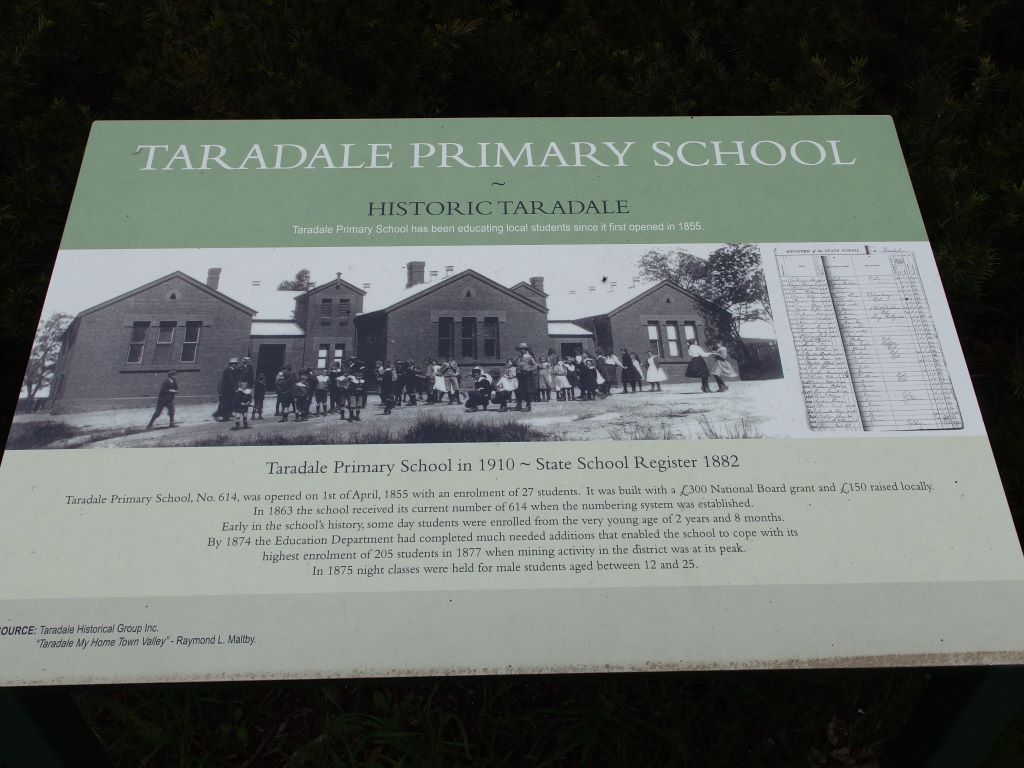 TARADALE PRIMARY SCHOOL
~
HISTORIC TARADALE
Taradale Primary School has been educating local students since it first opened in 1855.
REGISTER of the STATE SCHOOL
Taradale Primary School in 1910 ~ State School Register 1882
Taradale Primary School, No. 614, was opened on 1st of April, 1855 with an enrolment of 27 students. It was built with a £300 National Board grant and £150 raised locally.
In 1863 the school received its current number of 614 when the numbering system was established.
Early in the school's history, some day students were enrolled from the very young age of 2 years and 8 months.
By 1874 the Education Department had completed much needed additions that enabled the school to cope with its
highest enrolment of 205 students in 1877 when mining activity in the district was at its peak.
In 1875 night classes were held for male students aged between 12 and 25.
OURCE: Taradale Historical Group Inc.
"Taradale My Home Town Valley" - Raymond L. Maltby.